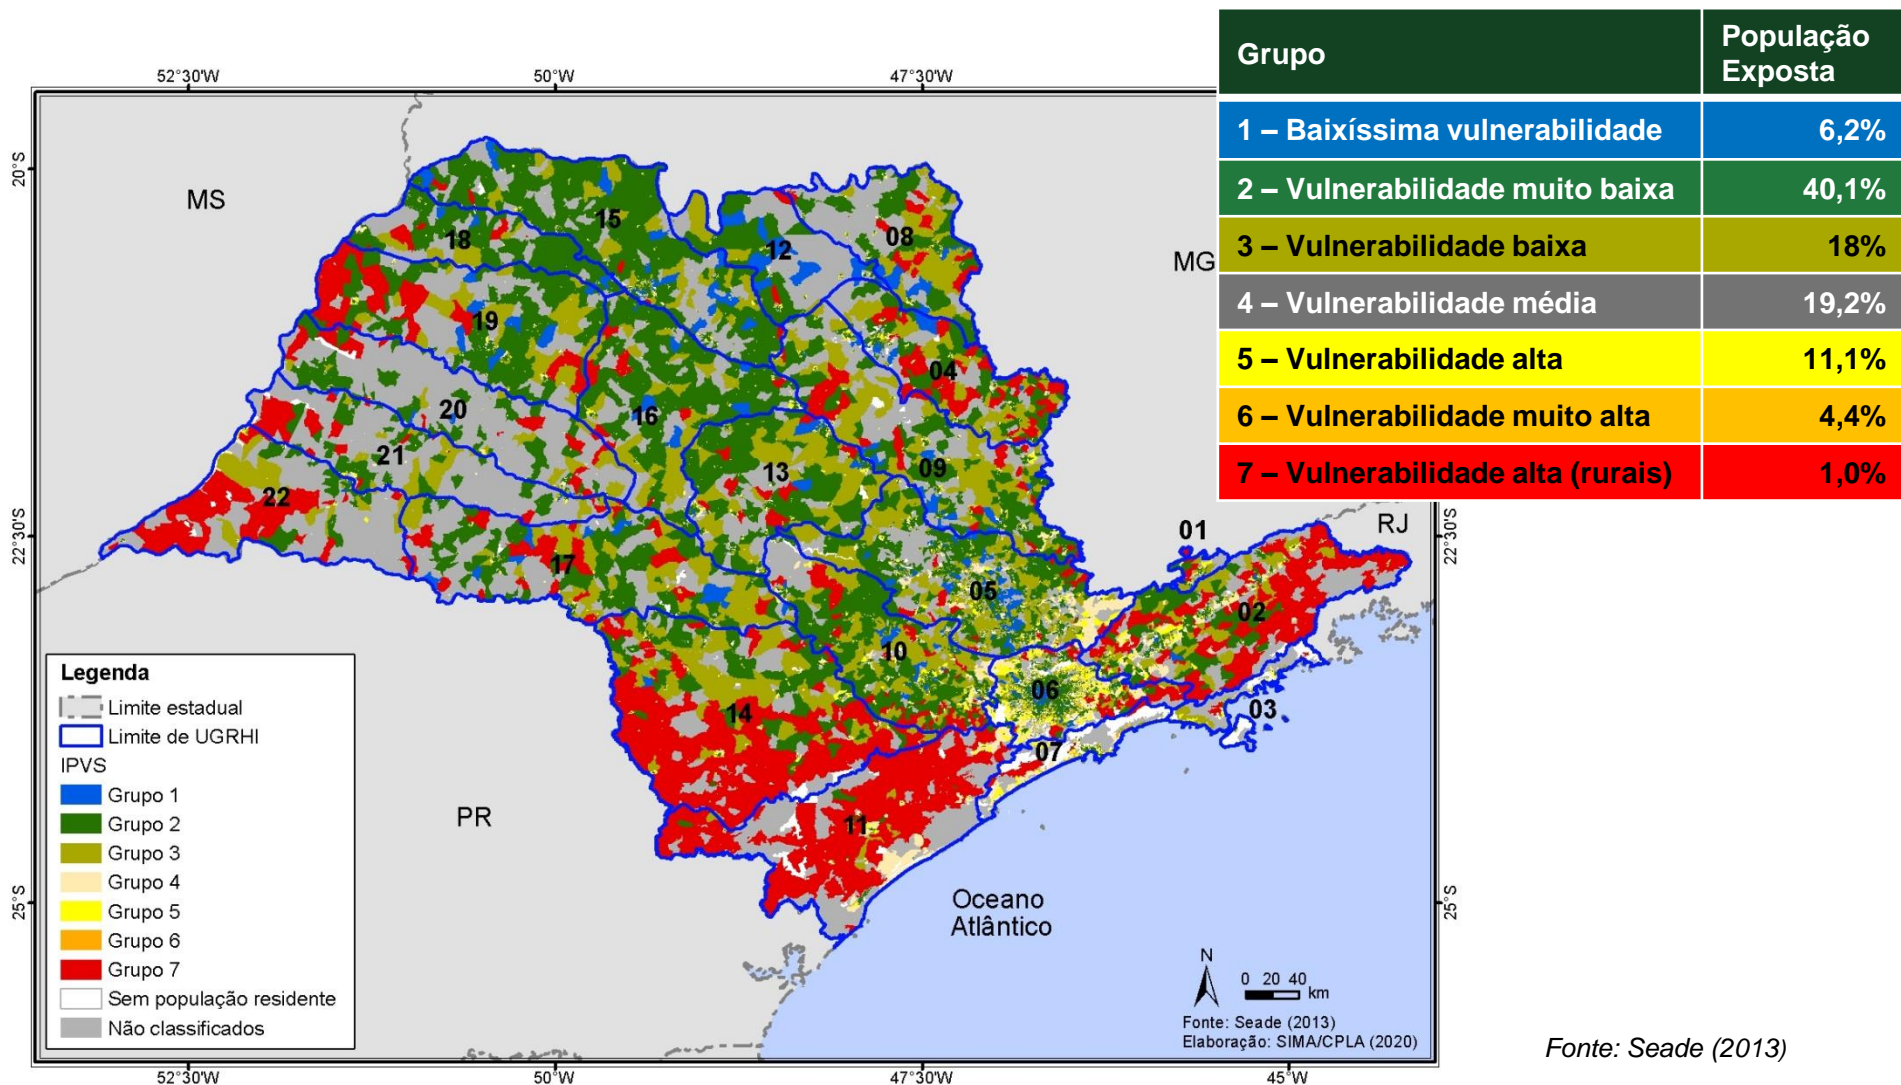 Grupo
População
Exposta
1 – Baixíssima vulnerabilidade 6,2%
2 – Vulnerabilidade muito baixa 40,1%
3 – Vulnerabilidade baixa 18%
4 – Vulnerabilidade média 19,2%
5 – Vulnerabilidade alta 11,1%
6 – Vulnerabilidade muito alta 4,4%
7 – Vulnerabilidade alta (rurais) 1,0%
52°30'W 50°W 47°30'W
20°S
22°30'S
25°S
MS
MG
RJ
PR
15
18
12
08
19
04
20
16
21
13
09
22
17
05
01
02
10
06
03
14
07
11
22°30'S
25°S
Oceano
Atlântico
Legenda
Limite estadual
Limite de UGRHI
IPVS
Grupo 1
Grupo 2
Grupo 3
Grupo 4
Grupo 5
Grupo 6
Grupo 7
Sem população residente
Não classificados
N
0 20 40
km
Fonte: Seade (2013)
Elaboração: SIMA/CPLA (2020)
52°30'W 50°W 47°30'W 45°W
Fonte: Seade (2013)